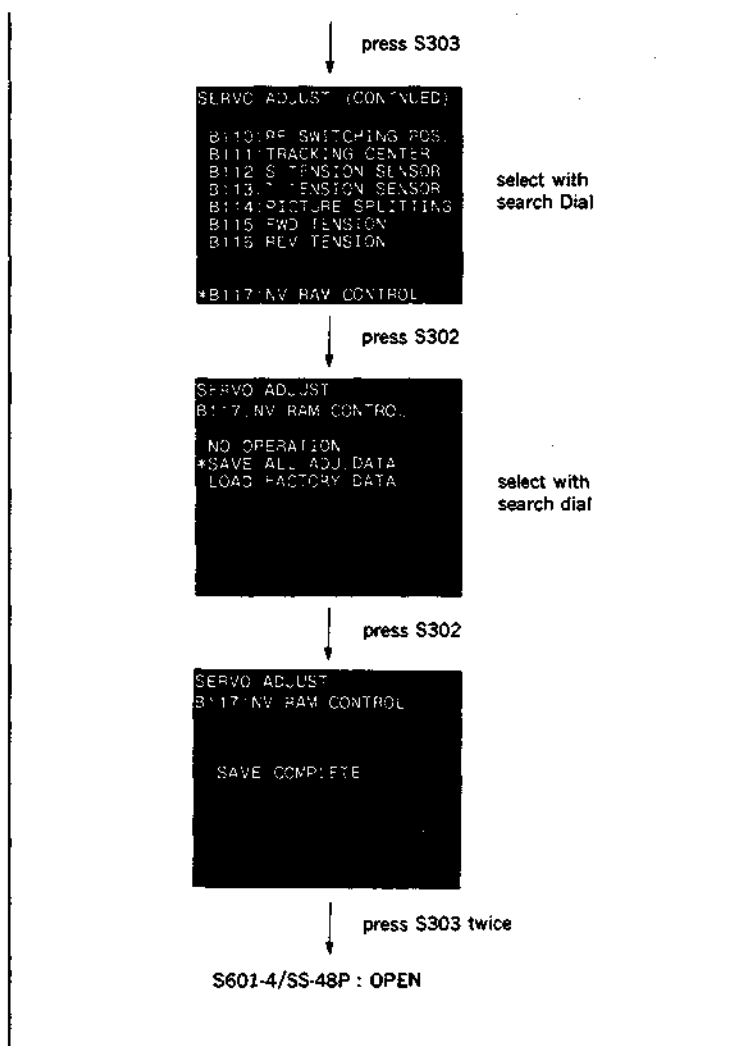 press S303
SERVO ADJUST (CONTINUED)
B110:RF SWITCHING POS.
B111:TRACKING CENTER
B112:S TENSION SENSOR
B113:T TENSION SENSOR
B114:PICTURE SPLITTING
B115:FWD TENSION
B116:REV TENSION
*B117:NV RAM CONTROL
select with
search Dial
press S302
SERVO ADJUST
B117:NV RAM CONTROL
NO OPERATION
*SAVE ALL ADJ.DATA
LOAD FACTORY DATA
select with
search dial
press S302
SERVO ADJUST
B117:NV RAM CONTROL
SAVE COMPLETE
press S303 twice
S601-4/SS-48P : OPEN